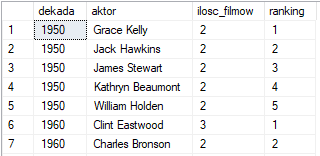 dekada aktor ilosc_filmow ranking
1 1950 Grace Kelly 2 1
2 1950 Jack Hawkins 2 2
3 1950 James Stewart 2 3
4 1950 Kathryn Beaumont 2 4
5 1950 William Holden 2 5
6 1960 Clint Eastwood 3 1
7 1960 Charles Bronson 2 2